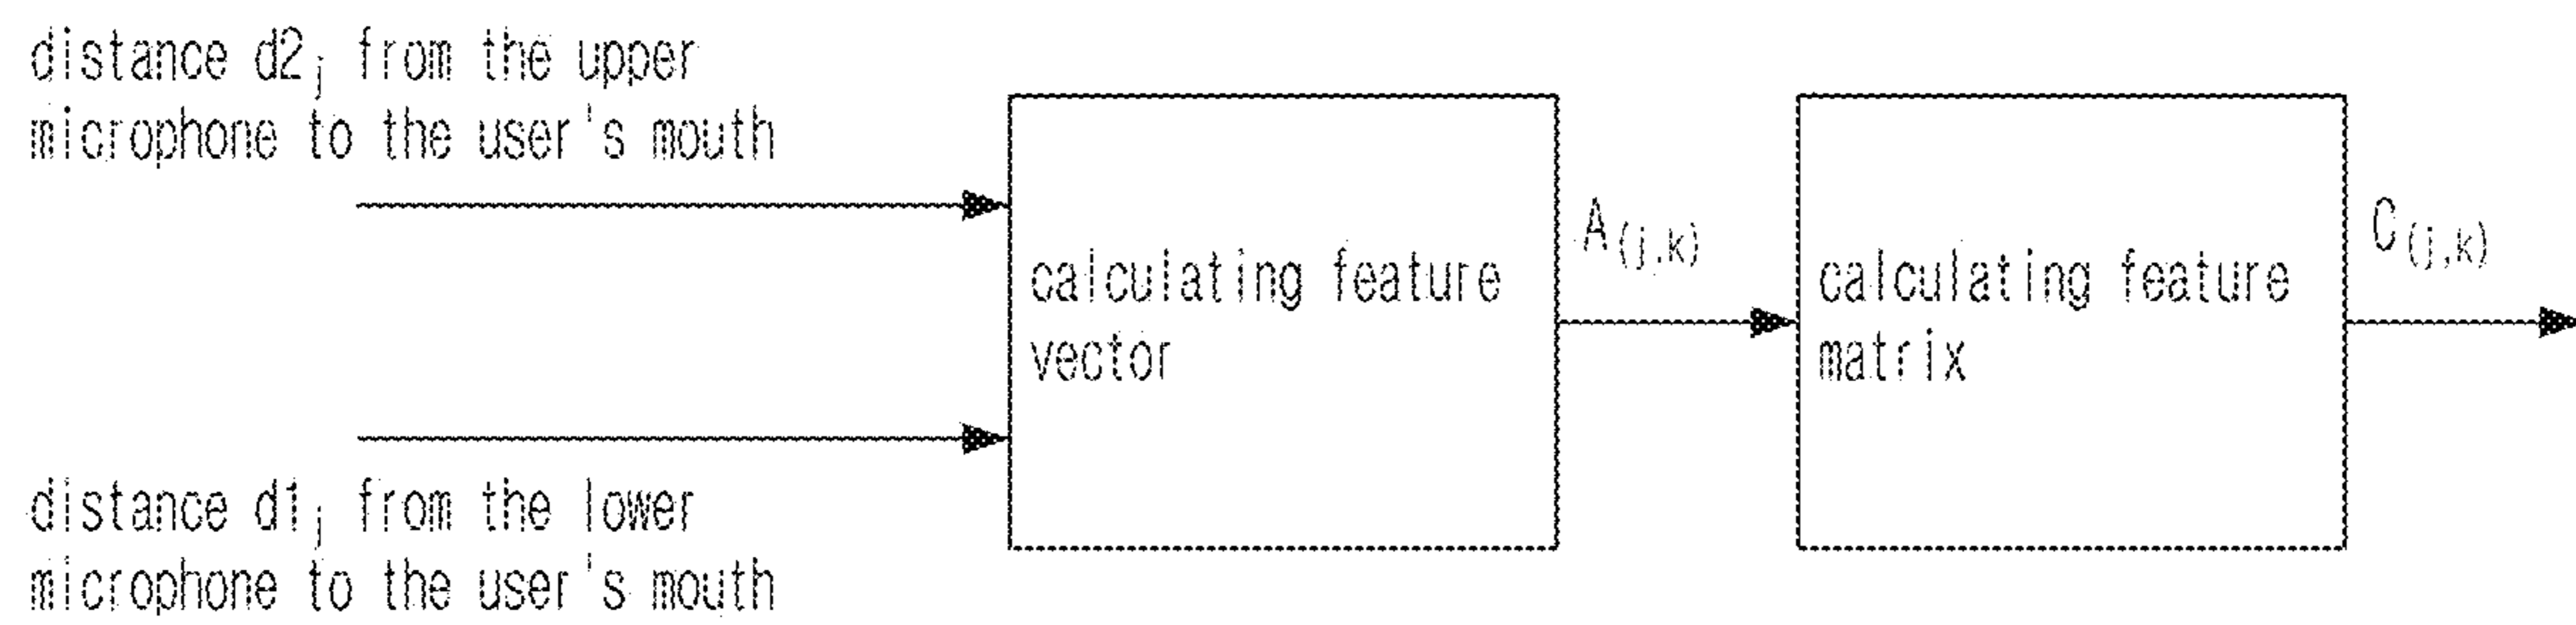 distance d2j from the upper
microphone to the user's mouth
calculating feature
vector
A(j,k)
calculating feature
matrix
C(j,k)
distance d1j from the lower
microphone to the user's mouth